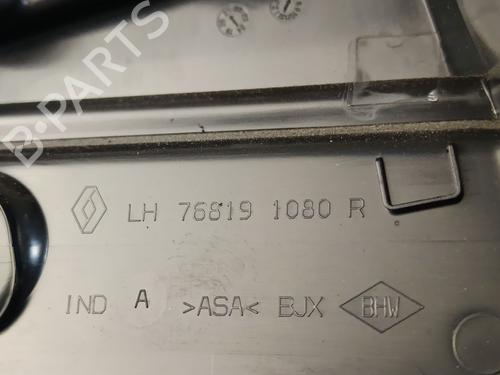 B-PARTS
LH 76819 1080 R
IND A >ASA< BJX BHW